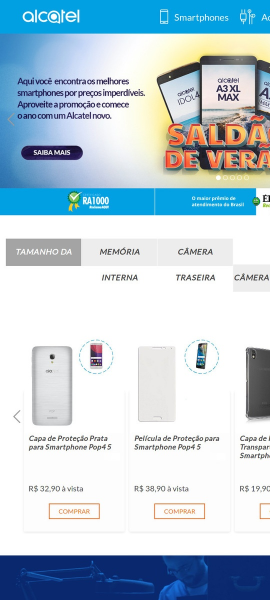 alcatel
Smartphones
Aqui você encontra os melhores
smartphones por preços imperdíveis.
Aproveite a promoção e comece
o ano com um Alcatel novo.
SAIBA MAIS
alcatel
IDOL4
alcatel
A3 XL
MAX
SALDÃ
DE VERÃ
RA1000
O maior prêmio de
atendimento do Brasil
TAMANHO DA
MEMÓRIA
CÂMERA
INTERNA
TRASEIRA
CÂMERA
Capa de Proteção Prata
para Smartphone Pop4 5
R$ 32,90 à vista
COMPRAR
Película de Proteção para
Smartphone Pop4 5
R$ 38,90 à vista
COMPRAR
Capa de
Transpar
Smartph
R$ 19,90